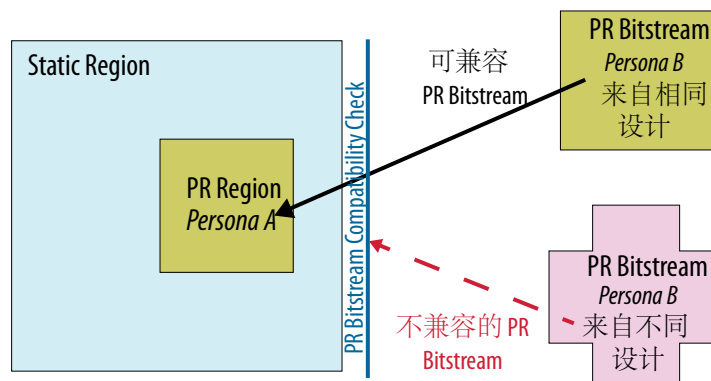 Static Region
PR Region
Persona A
PR Bitstream Compatibility Check
可兼容
PR Bitstream
PR Bitstream
Persona B
来自相同
设计
不兼容的 PR
Bitstream
PR Bitstream
Persona B
来自不同
设计